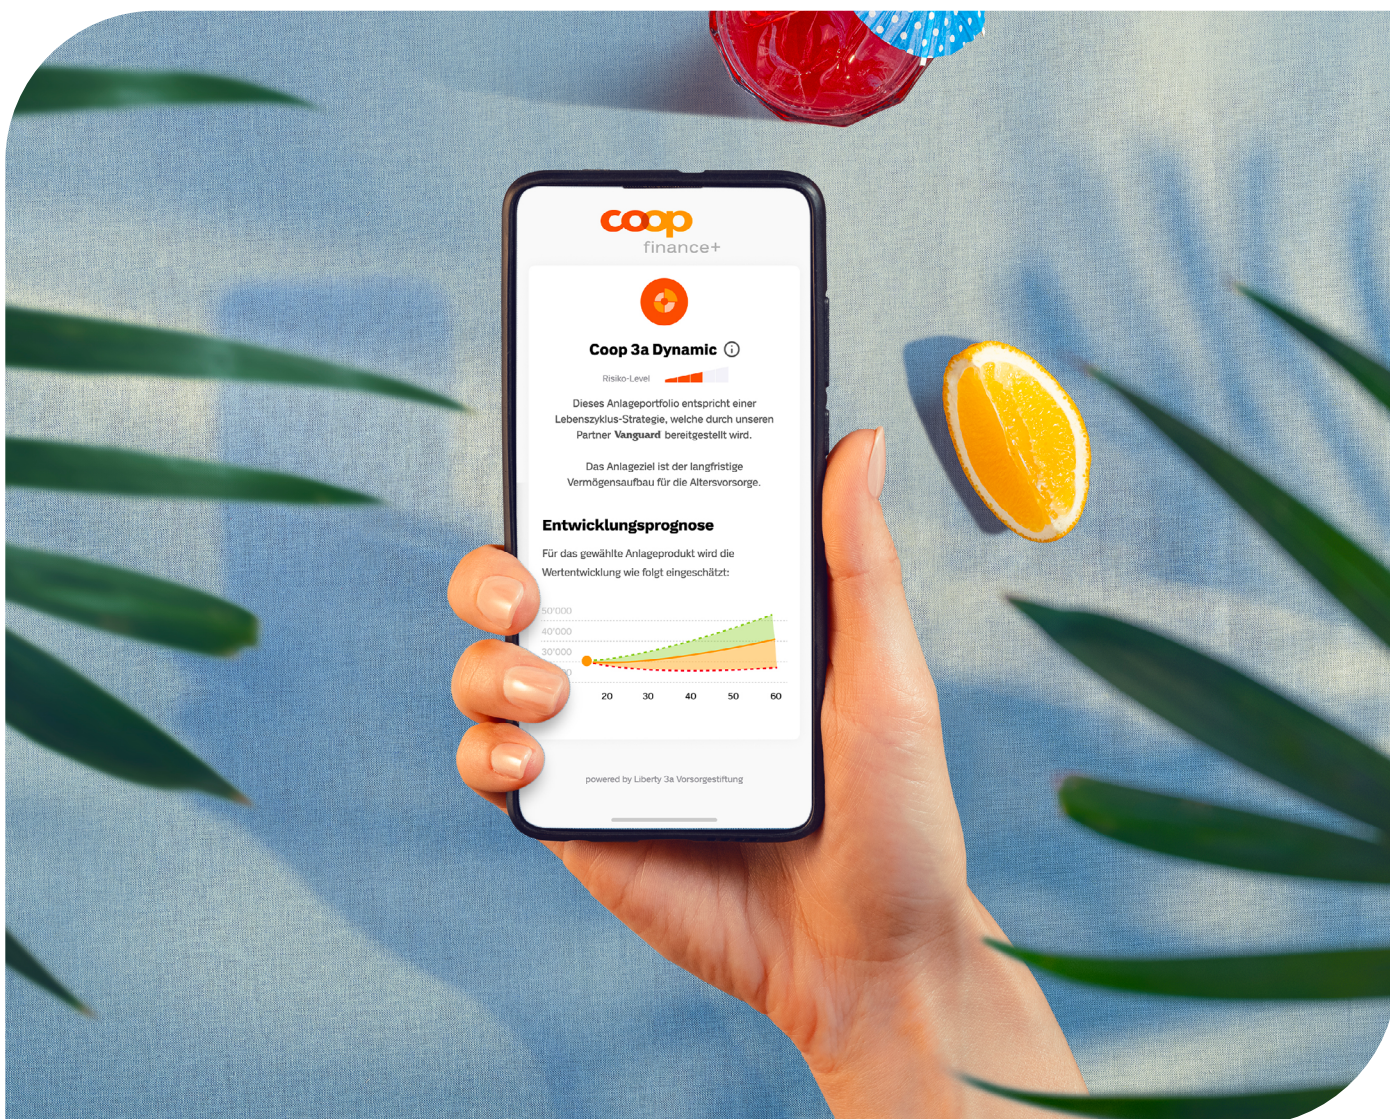 coop
finance+
Coop 3a Dynamic
Risiko-Level
Dieses Anlageportfolio entspricht einer
Lebenszyklus-Strategie, welche durch unseren
Partner Vanguard bereitgestellt wird.
Das Anlageziel ist der langfristige
Vermögensaufbau für die Altersvorsorge.
Entwicklungsprognose
Für das gewählte Anlageprodukt wird die
Wertentwicklung wie folgt eingeschätzt:
50'000
40'000
30'000
20 30 40 50 60
powered by Liberty 3a Vorsorgestiftung